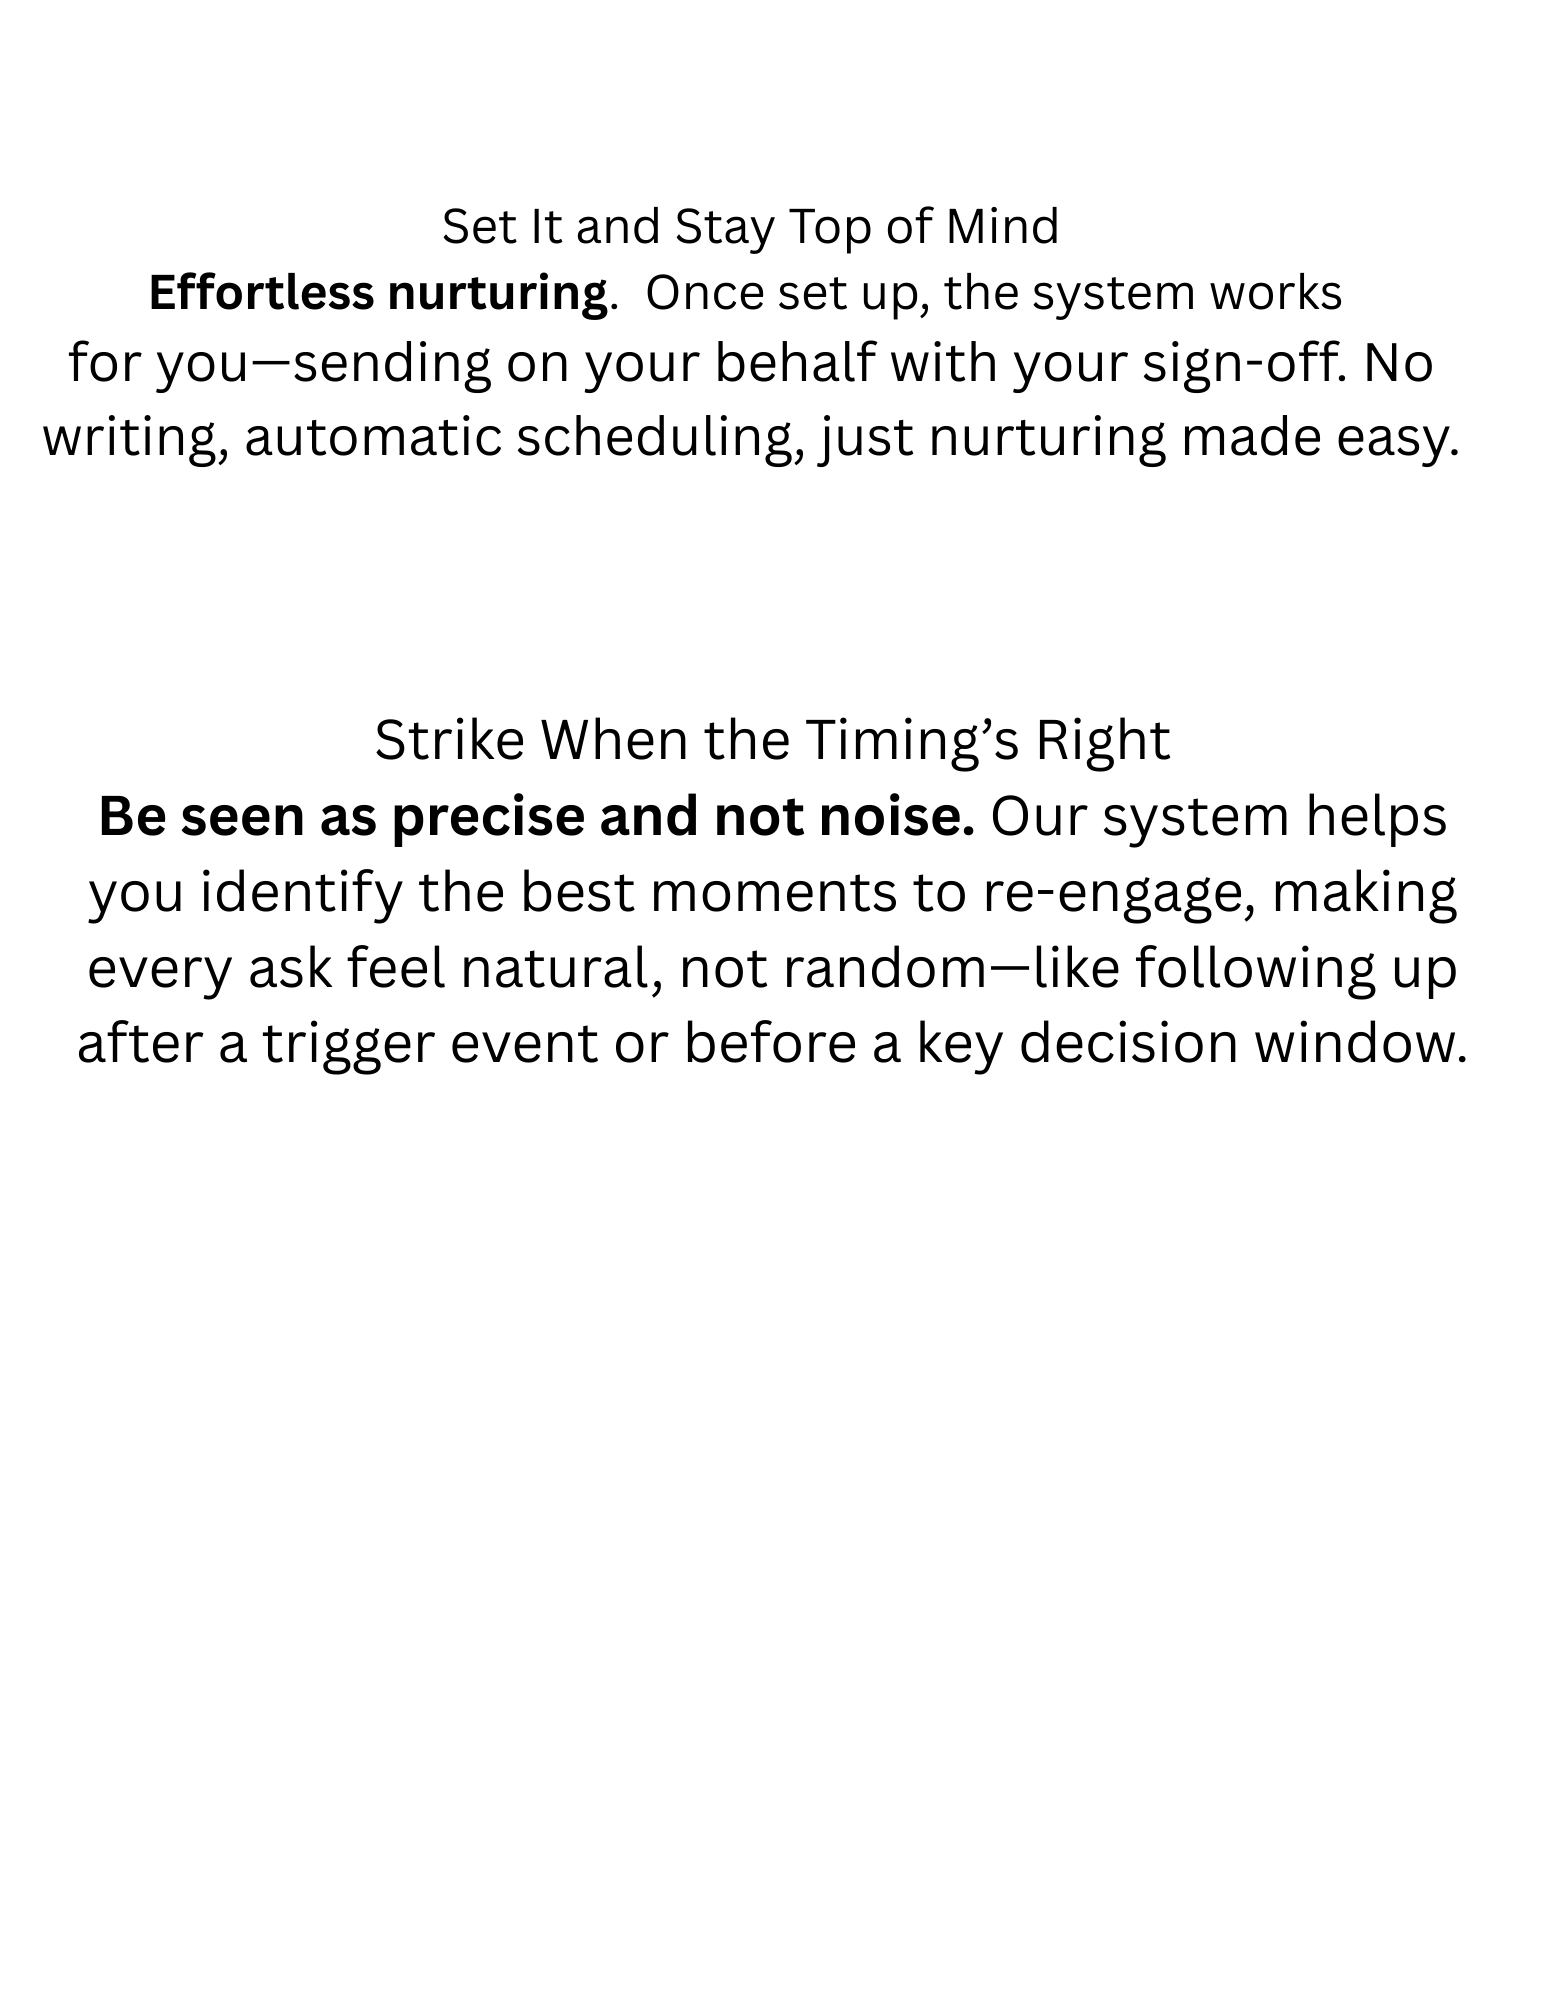 Set It and Stay Top of Mind
Effortless nurturing.  Once set up, the system works
for you—sending on your behalf with your sign-off. No
writing, automatic scheduling, just nurturing made easy.
Strike When the Timing’s Right
Be seen as precise and not noise. Our system helps
you identify the best moments to re-engage, making
every ask feel natural, not random—like following up
after a trigger event or before a key decision window.